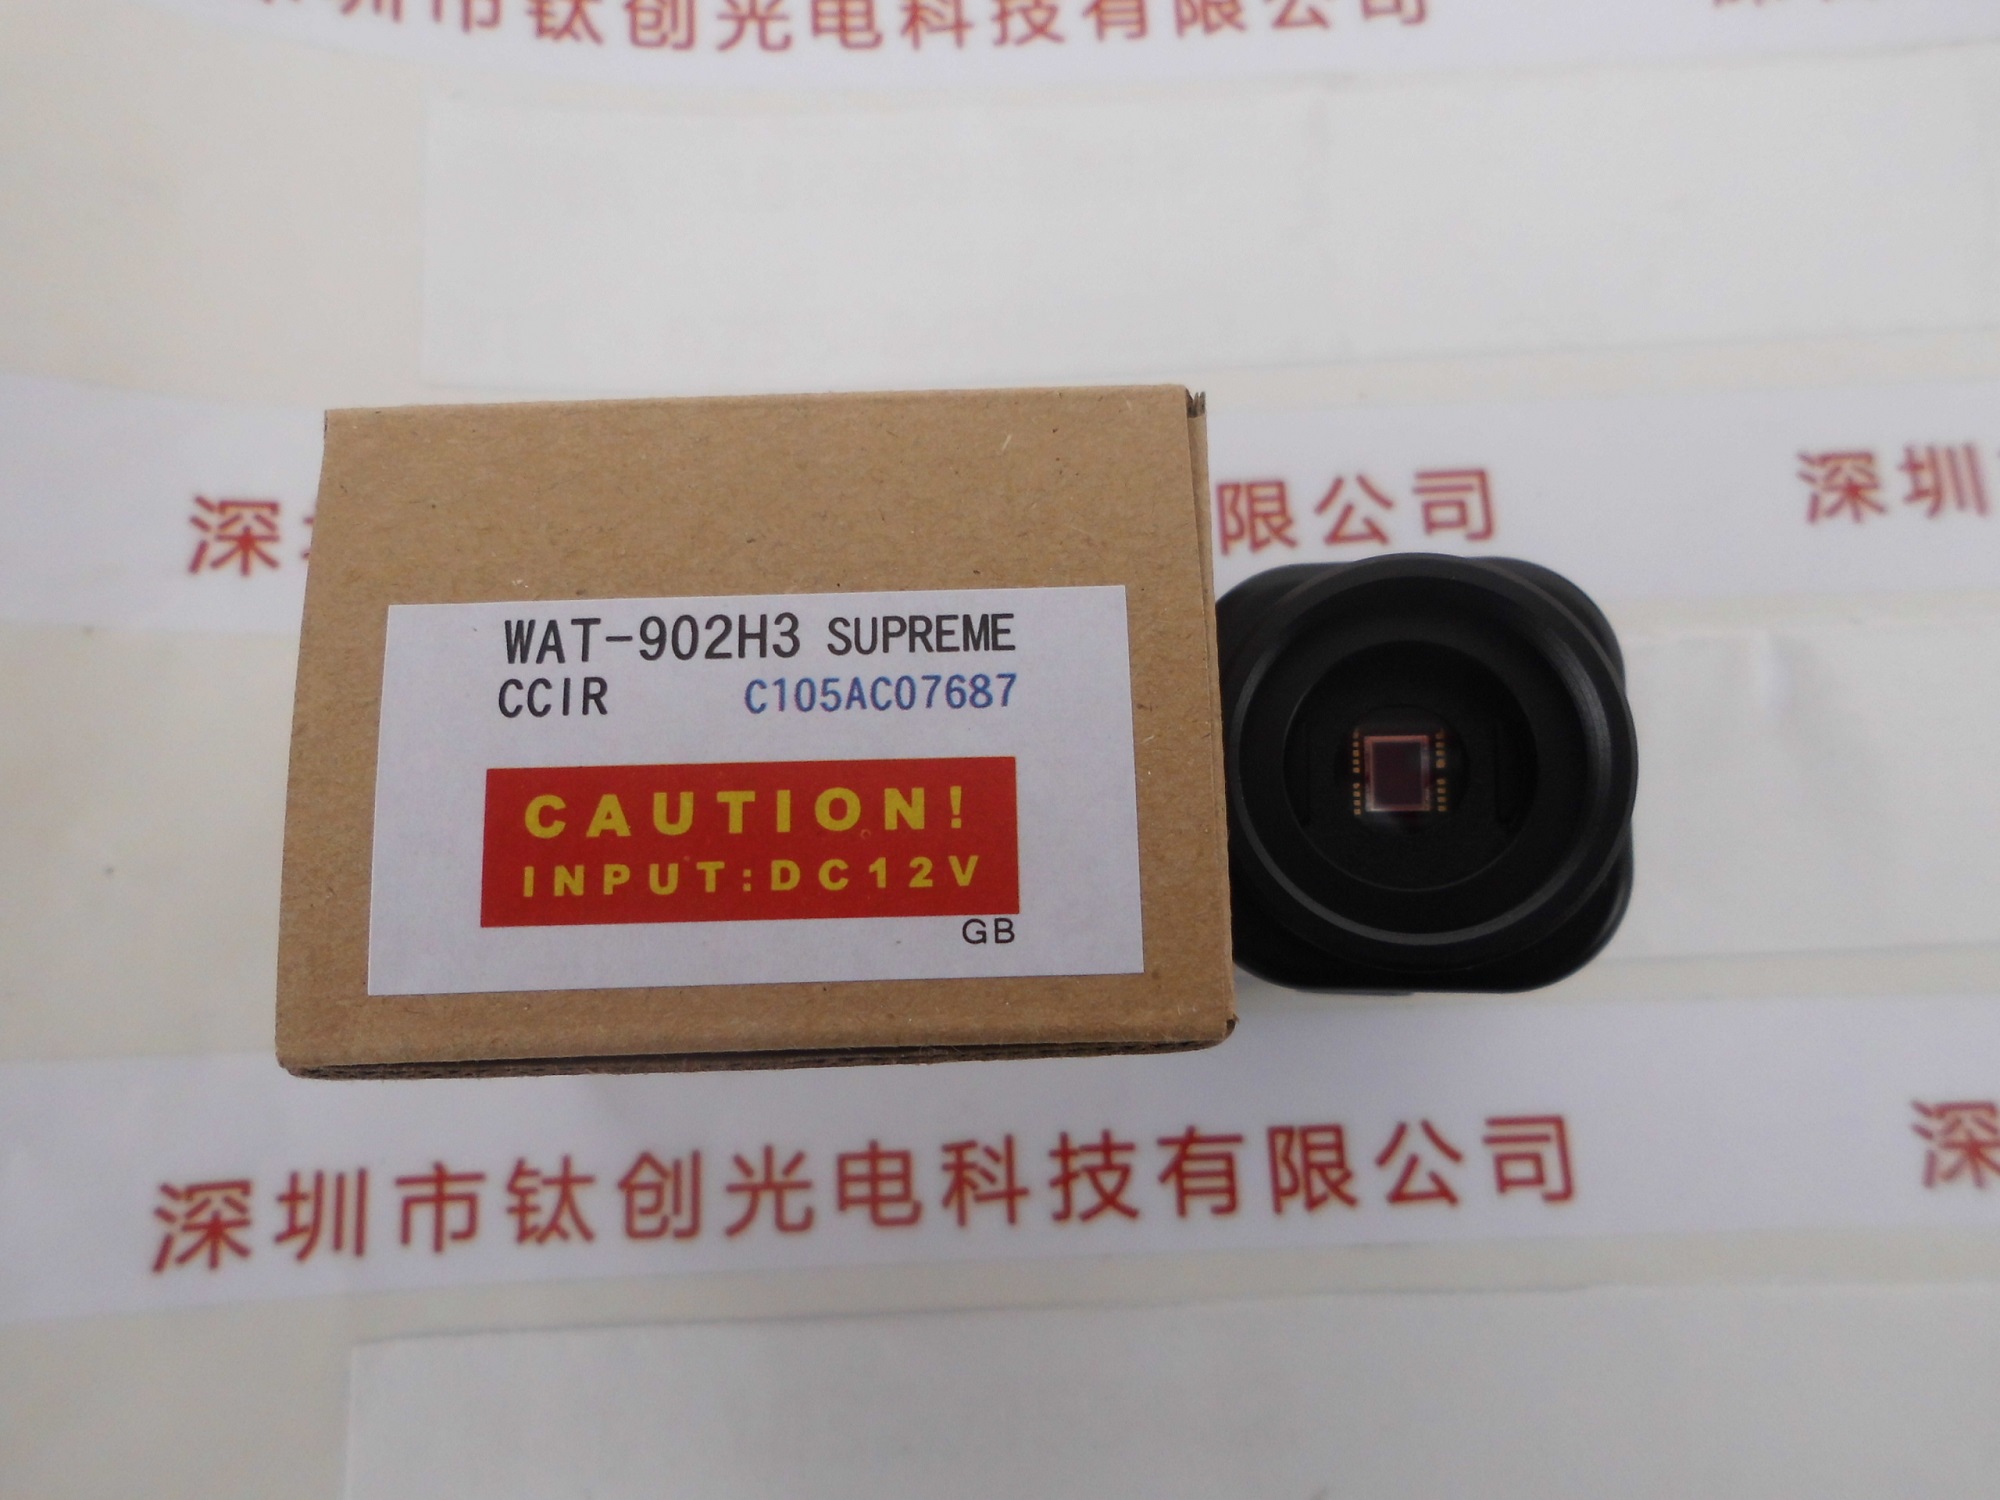 深圳市钛创光电科技有限公司
深 限公司 深圳
WAT-902H3 SUPREME
CCIR C105AC07687
CAUTION!
INPUT:DC12V
GB
深圳市钛创光电科技有限公司 深